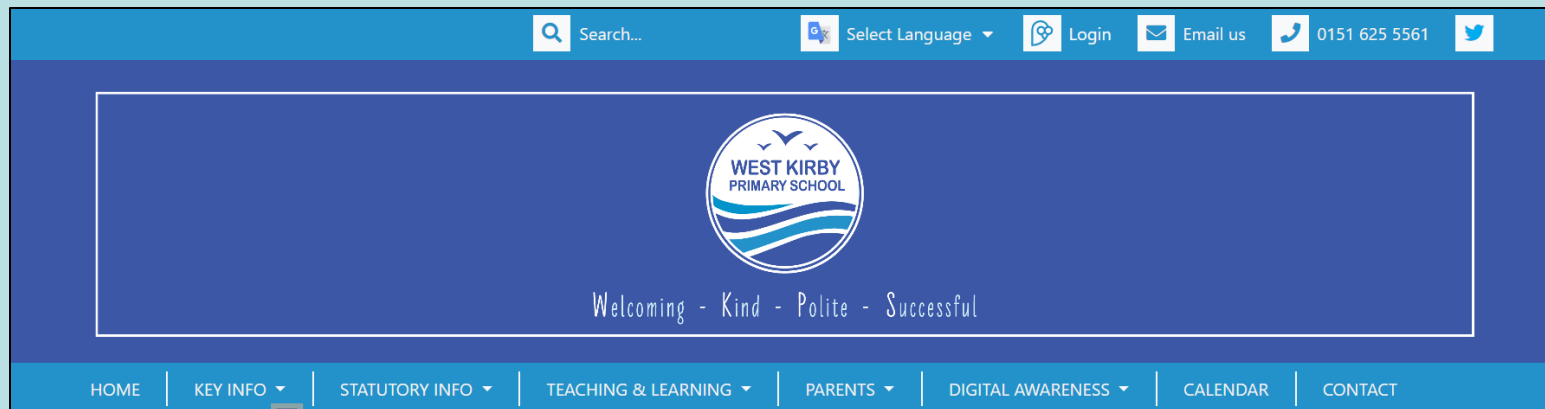 Search... Select Language Login Email us 0151 625 5561
WEST KIRBY
PRIMARY SCHOOL
Welcoming - Kind - Polite - Successful
HOME KEY INFO STATUTORY INFO TEACHING & LEARNING PARENTS DIGITAL AWARENESS CALENDAR CONTACT